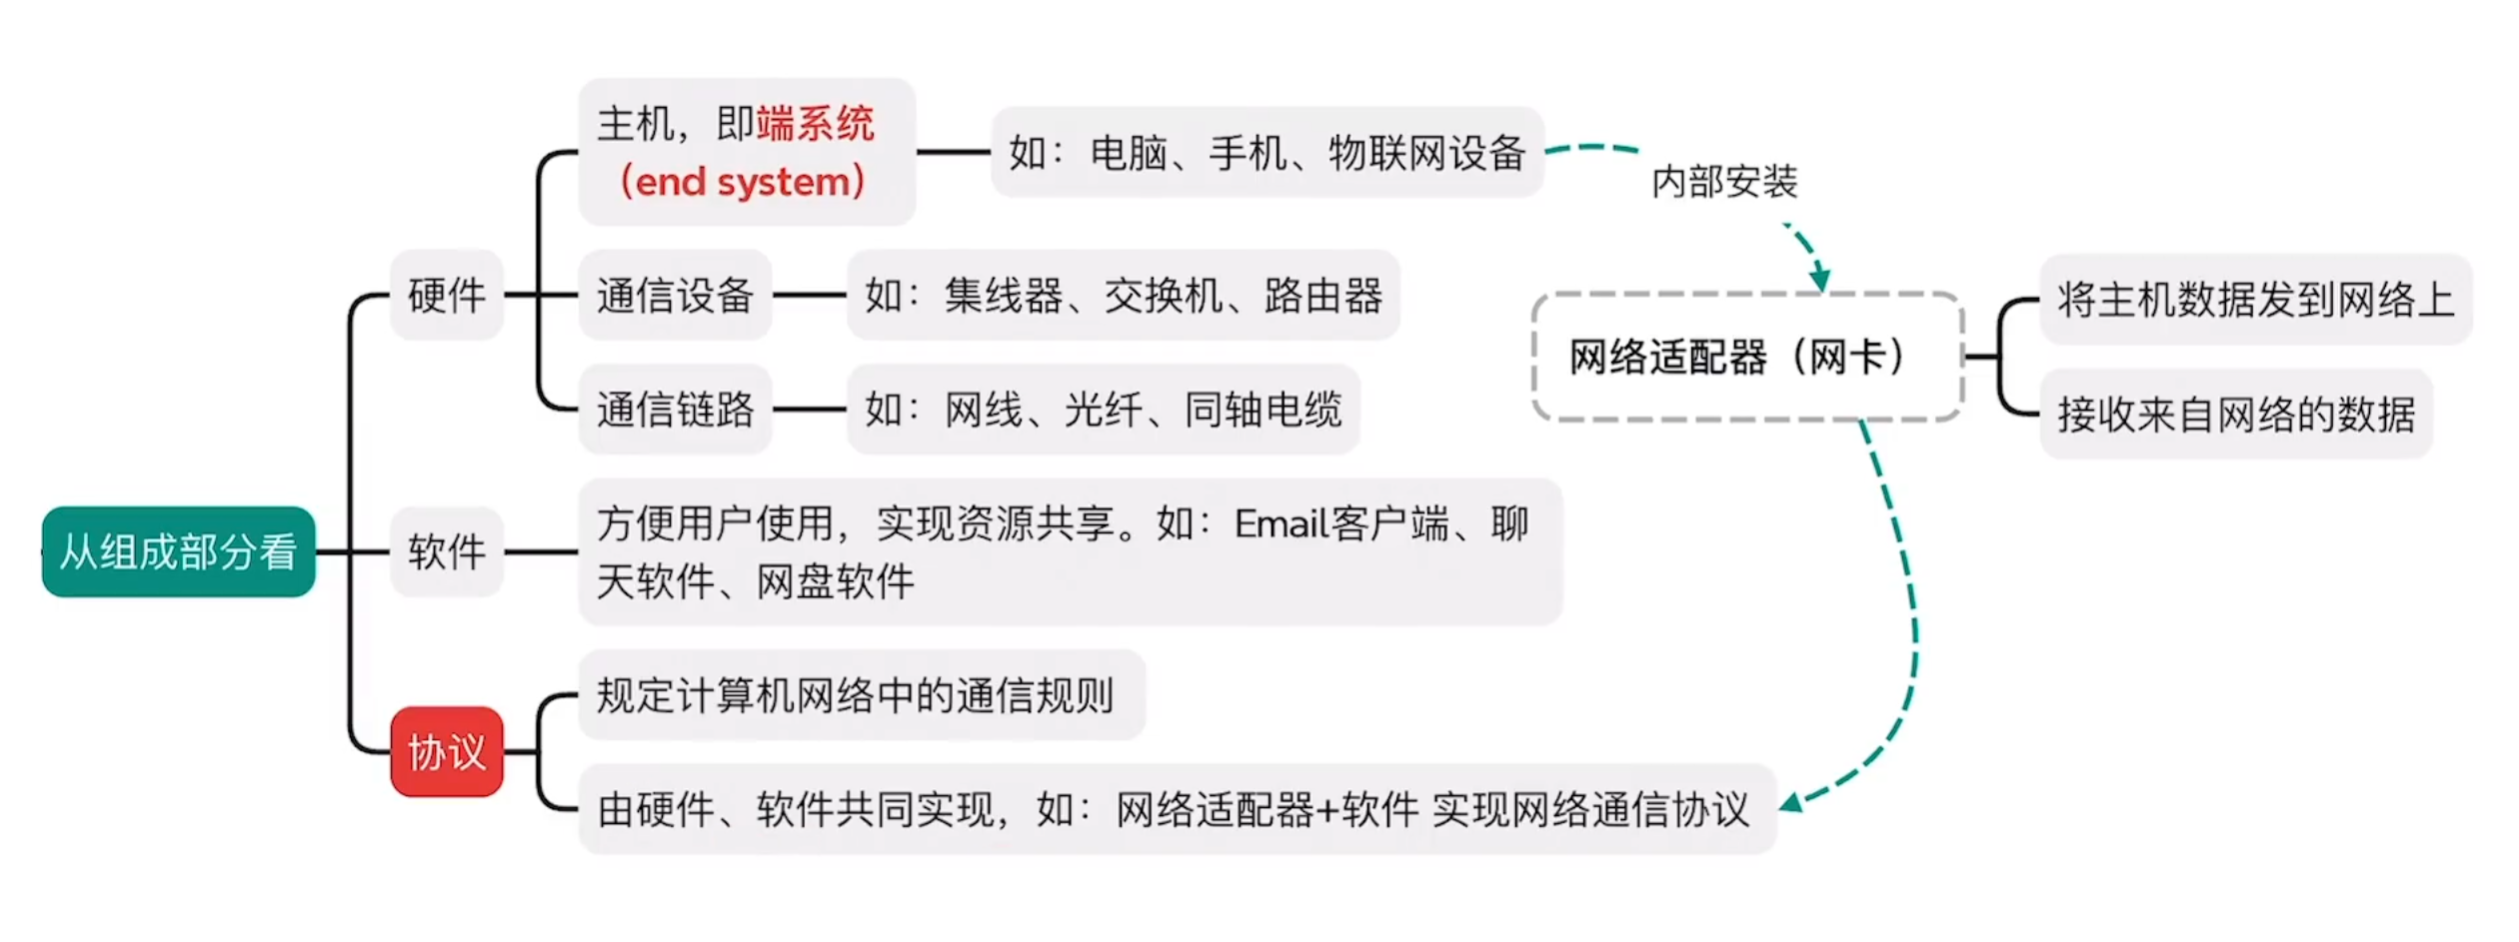 主机，即端系统
（end system）
如：电脑、手机、物联网设备
内部安装
硬件
通信设备
如：集线器、交换机、路由器
将主机数据发到网络上
网络适配器（网卡）
通信链路
如：网线、光纤、同轴电缆
接收来自网络的数据
从组成部分看
软件
方便用户使用，实现资源共享。如：Email客户端、聊
天软件、网盘软件
协议
规定计算机网络中的通信规则
由硬件、软件共同实现，如：网络适配器+软件 实现网络通信协议